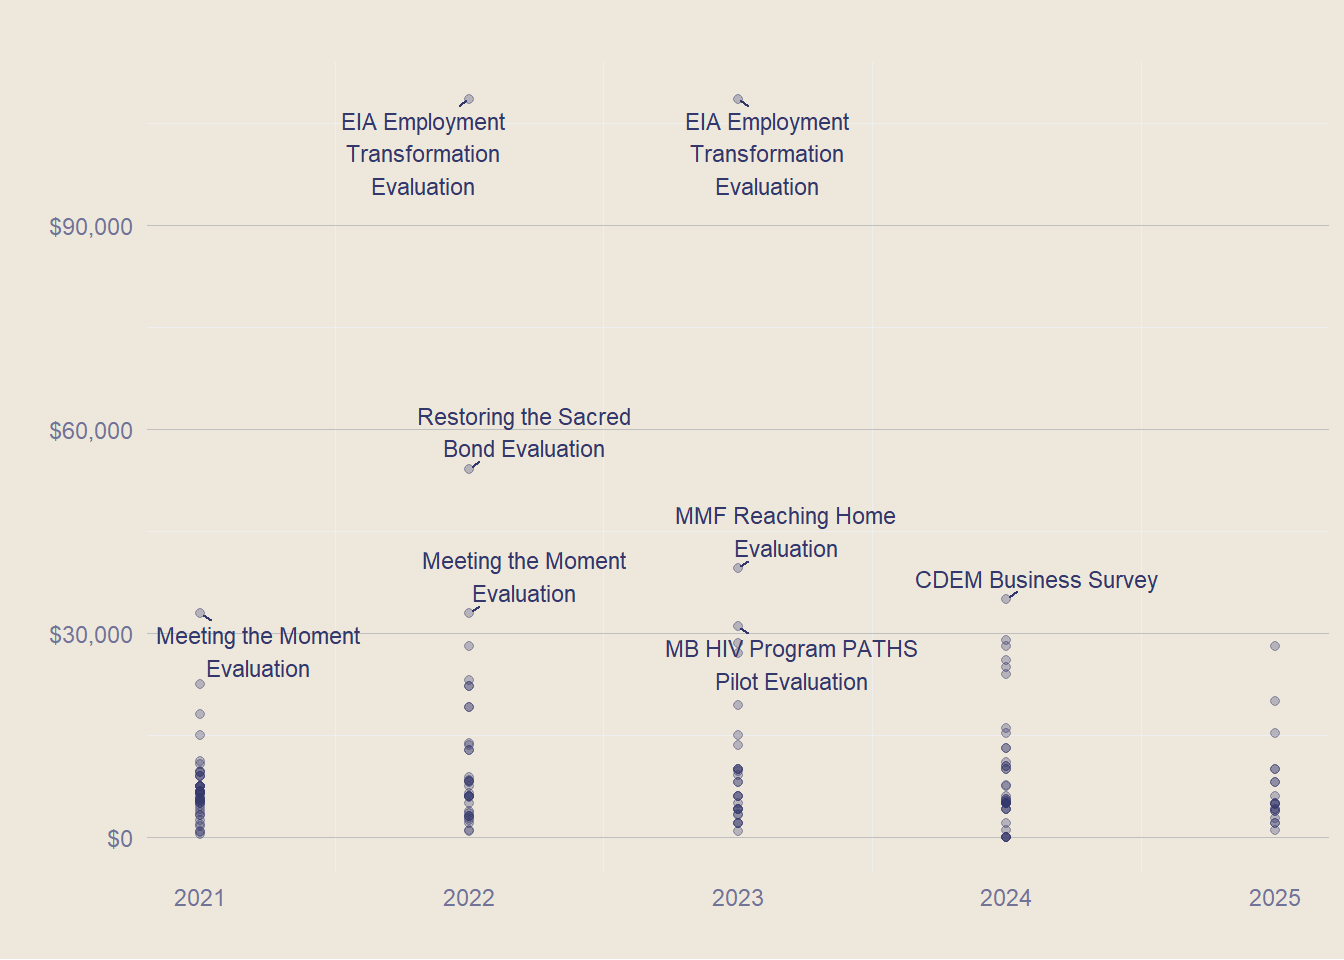 EIA Employment
Transformation
Evaluation
EIA Employment
Transformation
Evaluation
$90,000
Restoring the Sacred
Bond Evaluation
$60,000
MMF Reaching Home
Evaluation
Meeting the Moment
Evaluation
CDEM Business Survey
Meeting the Moment
Evaluation
$30,000
MB HIV Program PATHS
Pilot Evaluation
$0
2021
2022
2023
2024
2025